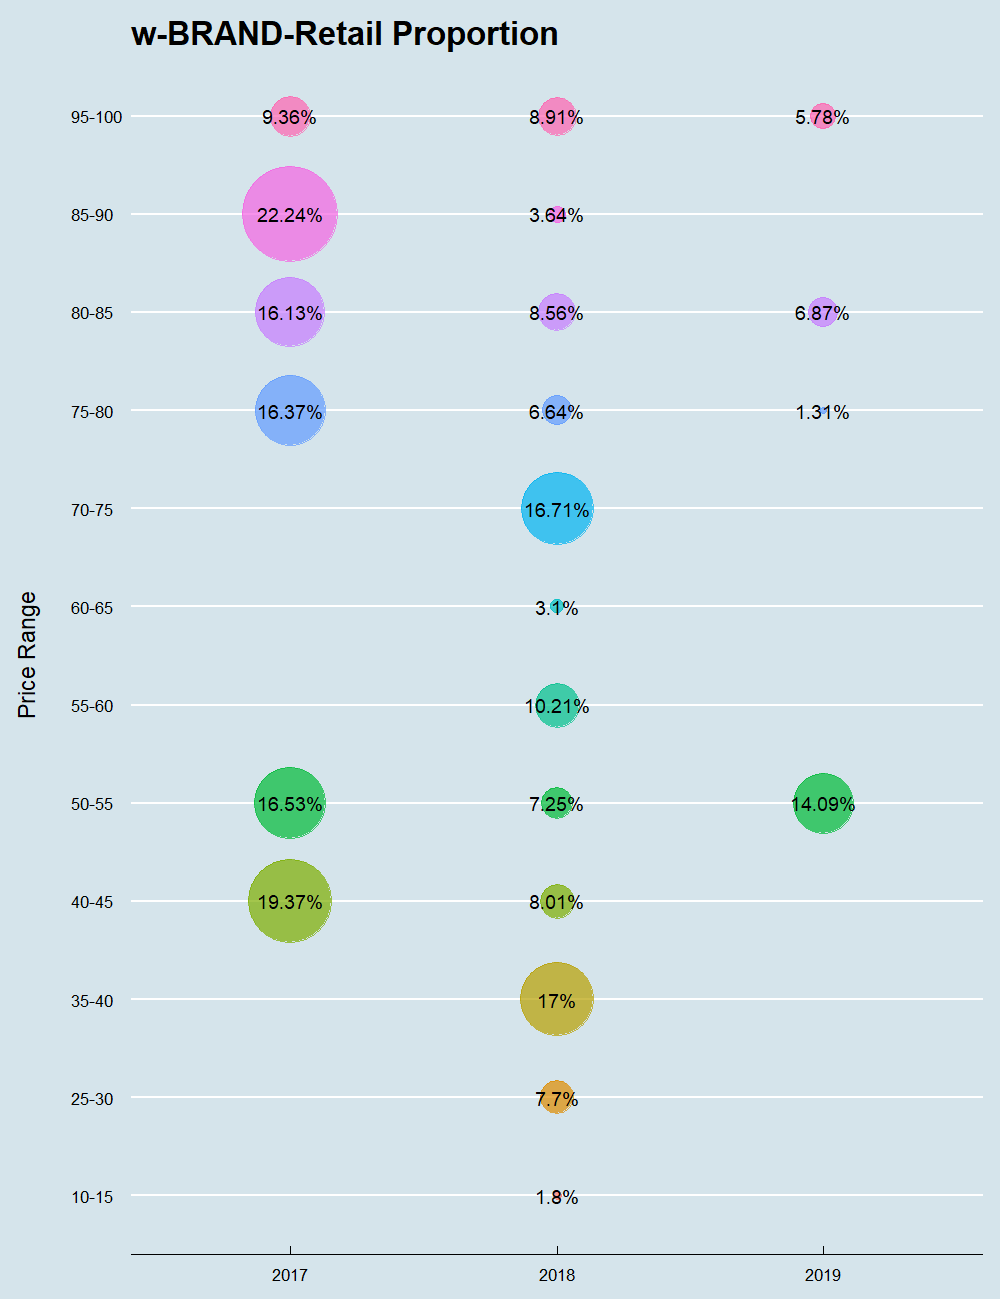 w-BRAND-Retail Proportion
95-100 9.36% 8.91% 5.78%
85-90 22.24% 3.64%
80-85 16.13% 8.56% 6.87%
75-80 16.37% 6.64% 1.31%
70-75 16.71%
60-65 3.1%
Price Range
55-60 10.21%
50-55 16.53% 7.25% 14.09%
40-45 19.37% 8.01%
35-40 17%
25-30 7.7%
10-15 1.8%
2017 2018 2019